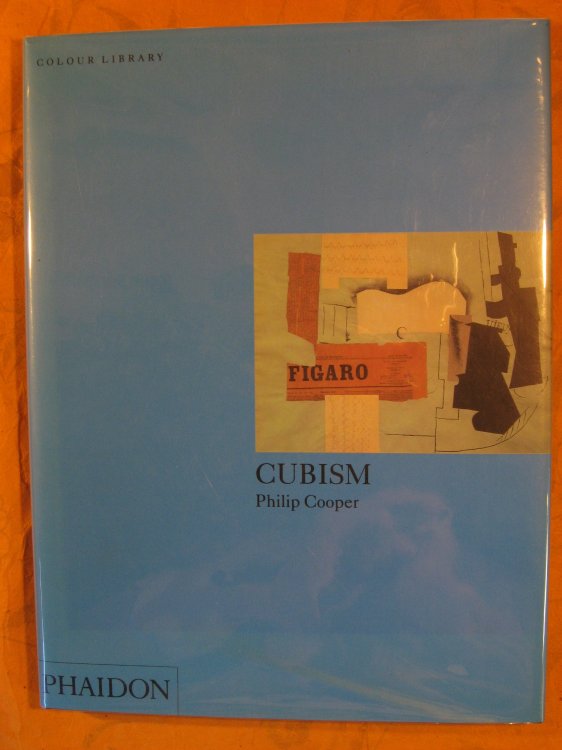 COLOUR LIBRARY
FIGARO
CUBISM
Philip Cooper
PHAIDON